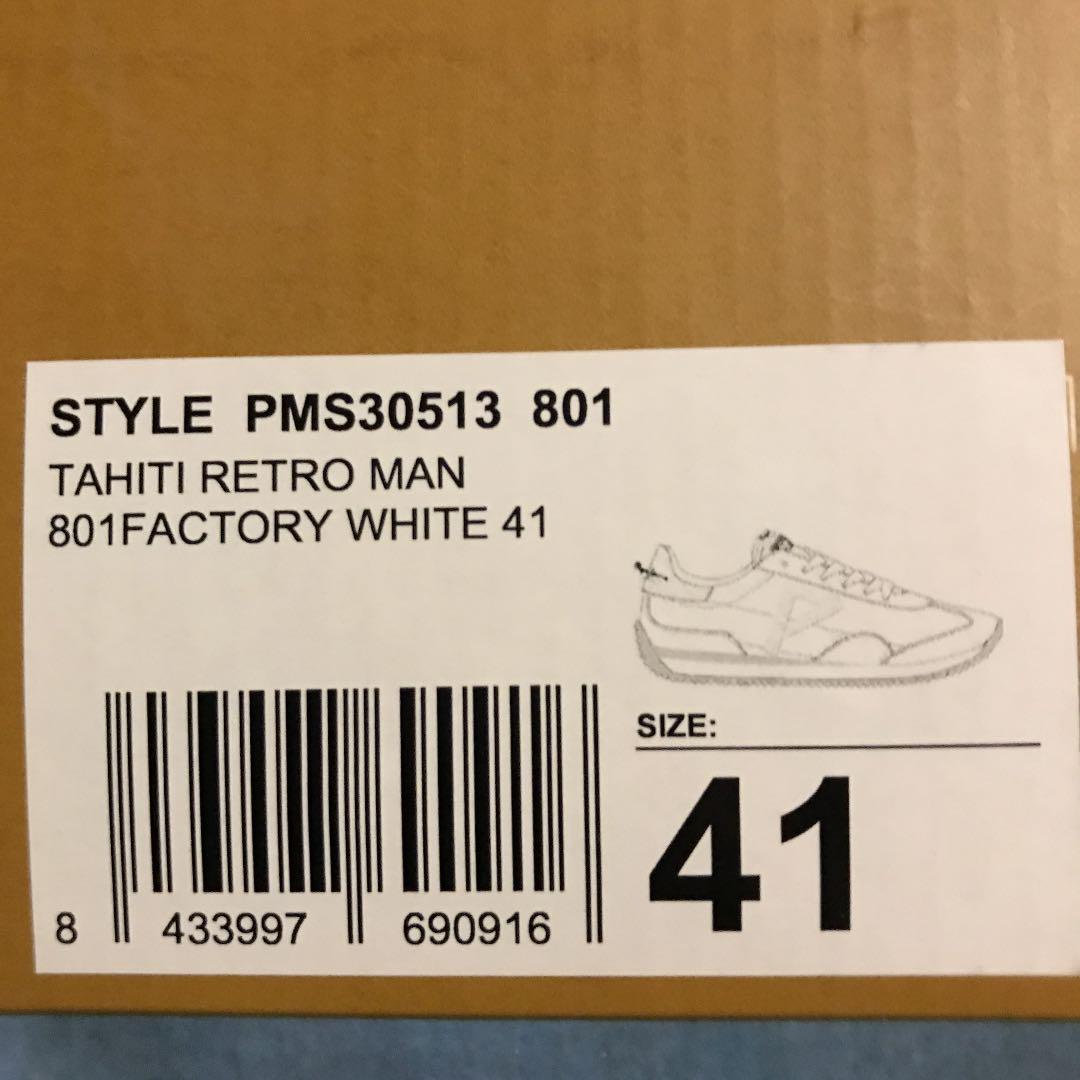 STYLE PMS30513 801
TAHITI RETRO MAN
801FACTORY WHITE 41
SIZE:
41
8 433997 690916